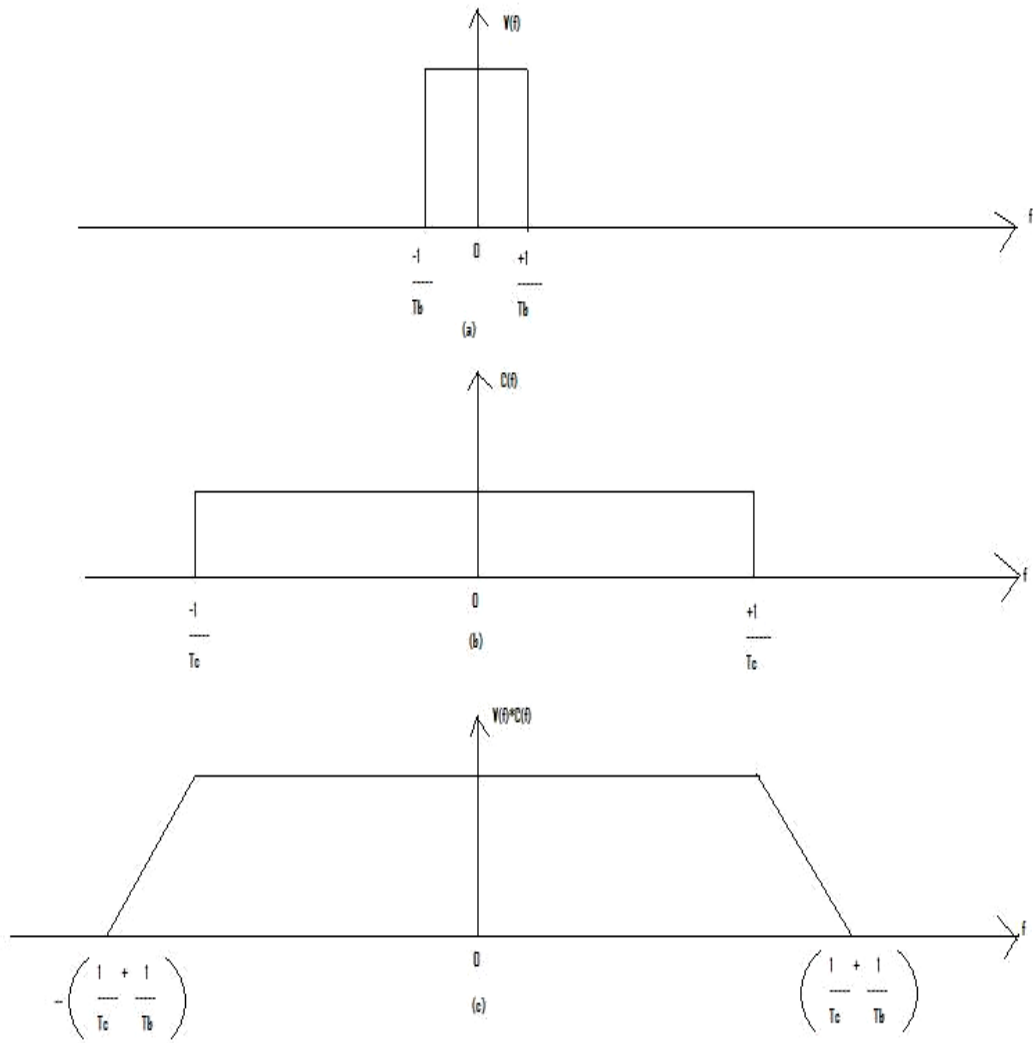 V(f)
f
0
-1
-----
Tb
+1
------
Tb
(a)
C(f)
f
0
-1
-----
Tc
+1
------
Tc
(b)
V(f)*C(f)
f
0
-( 1 + 1
----- -----
Tc Tb )
( 1 + 1
----- -----
Tc Tb )
(c)